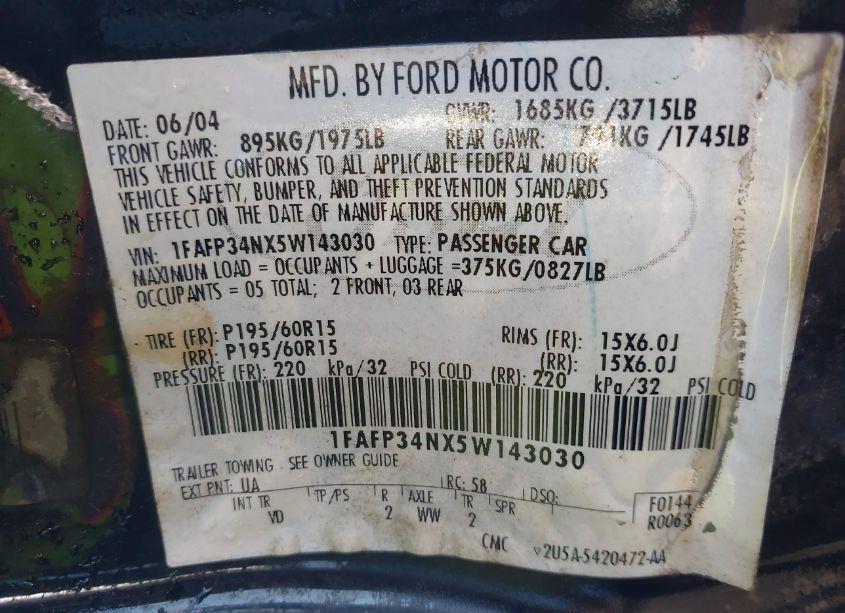 MFD. BY FORD MOTOR CO.
DATE: 06/04 GVWR: 1685KG /3715LB
FRONT GAWR: 895KG/1975LB REAR GAWR: 791KG /1745LB
THIS VEHICLE CONFORMS TO ALL APPLICABLE FEDERAL MOTOR
VEHICLE SAFETY, BUMPER, AND THEFT PREVENTION STANDARDS
IN EFFECT ON THE DATE OF MANUFACTURE SHOWN ABOVE.
VIN: 1FAFP34NX5W143030 TYPE: PASSENGER CAR
MAXIMUM LOAD = OCCUPANTS + LUGGAGE =375KG/0827LB
OCCUPANTS = 05 TOTAL; 2 FRONT, 03 REAR
TIRE (FR): P195/60R15 RIMS (FR): 15X6.0J
(RR): P195/60R15 (RR): 15X6.0J
PRESSURE (FR): 220 kPa/32 PSI COLD (RR): 220 kPa/32 PSI COLD
1FAFP34NX5W143030
TRAILER TOWING - SEE OWNER GUIDE
EXT PNT: UA RC: 58 DSO:
INT TR TP/PS R AXLE TR SPR F0144
YD 2 WW 2 R0063
CMC ▽2U5A-5420472-AA